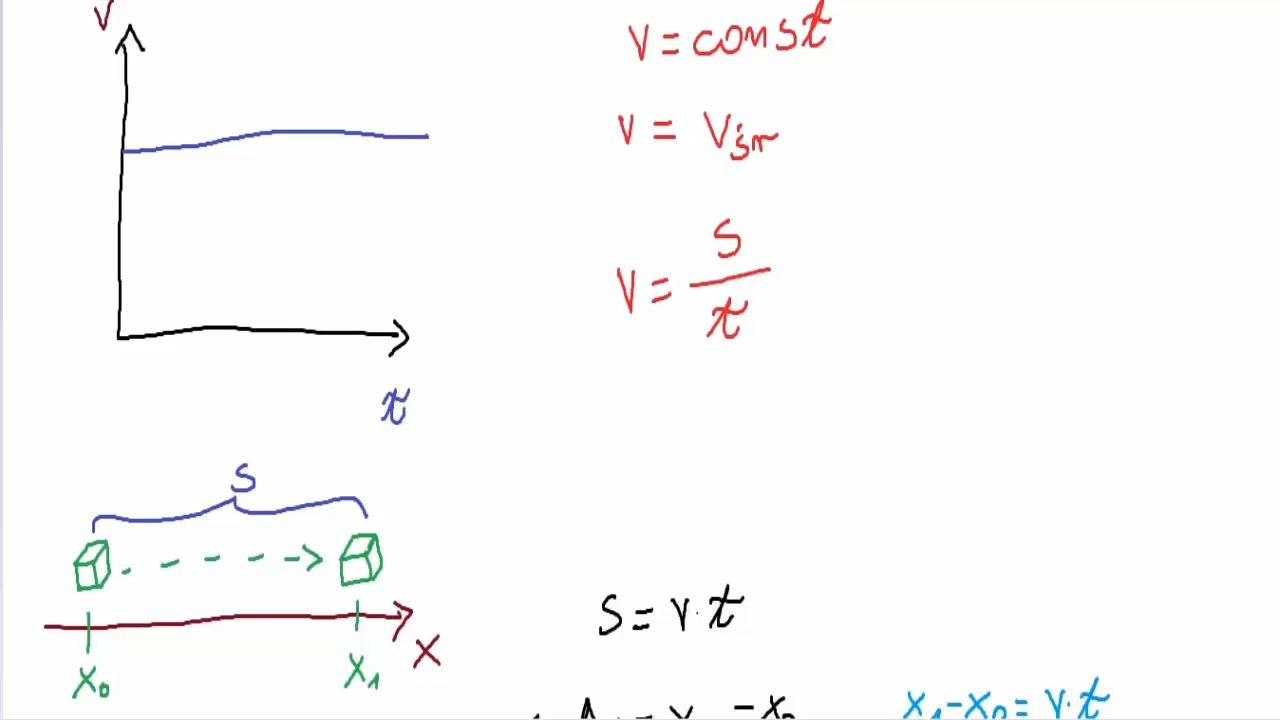 v
v = const
v = vśr
v = s/t
t
s
s = v·t
x
x₀
x₁
x₁-x₀ = v·t